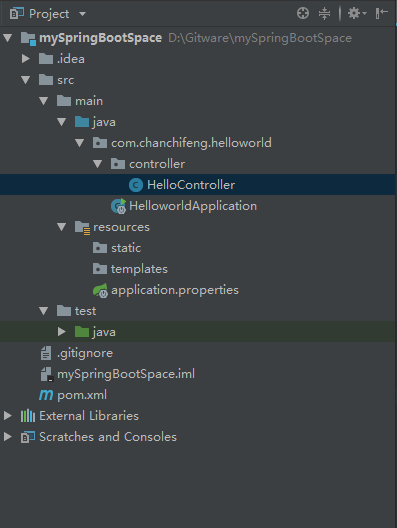 Project
mySpringBootSpace D:\Gitware\mySpringBootSpace
.idea
src
main
java
com.chanchifeng.helloworld
controller
HelloController
HelloworldApplication
resources
static
templates
application.properties
test
java
.gitignore
mySpringBootSpace.iml
pom.xml
External Libraries
Scratches and Consoles